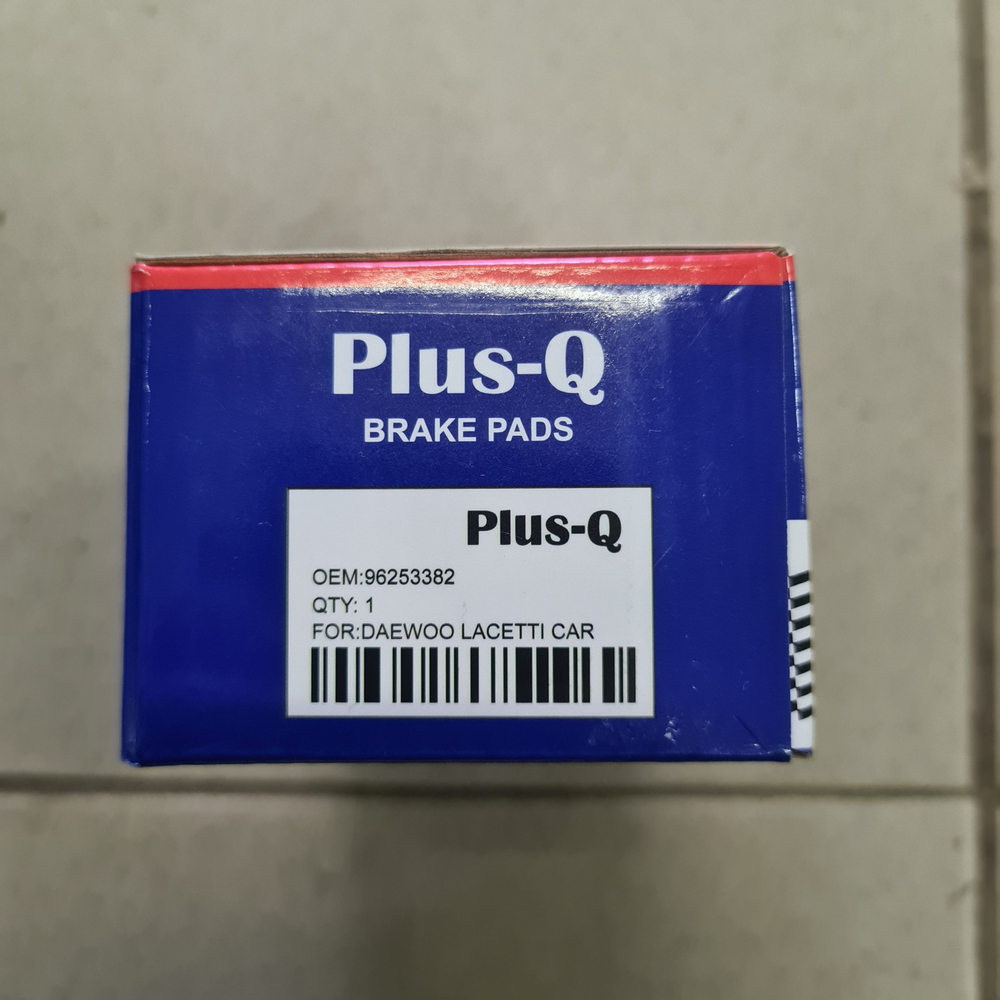 Plus-Q
BRAKE PADS
Plus-Q
OEM:96253382
QTY: 1
FOR:DAEWOO LACETTI CAR